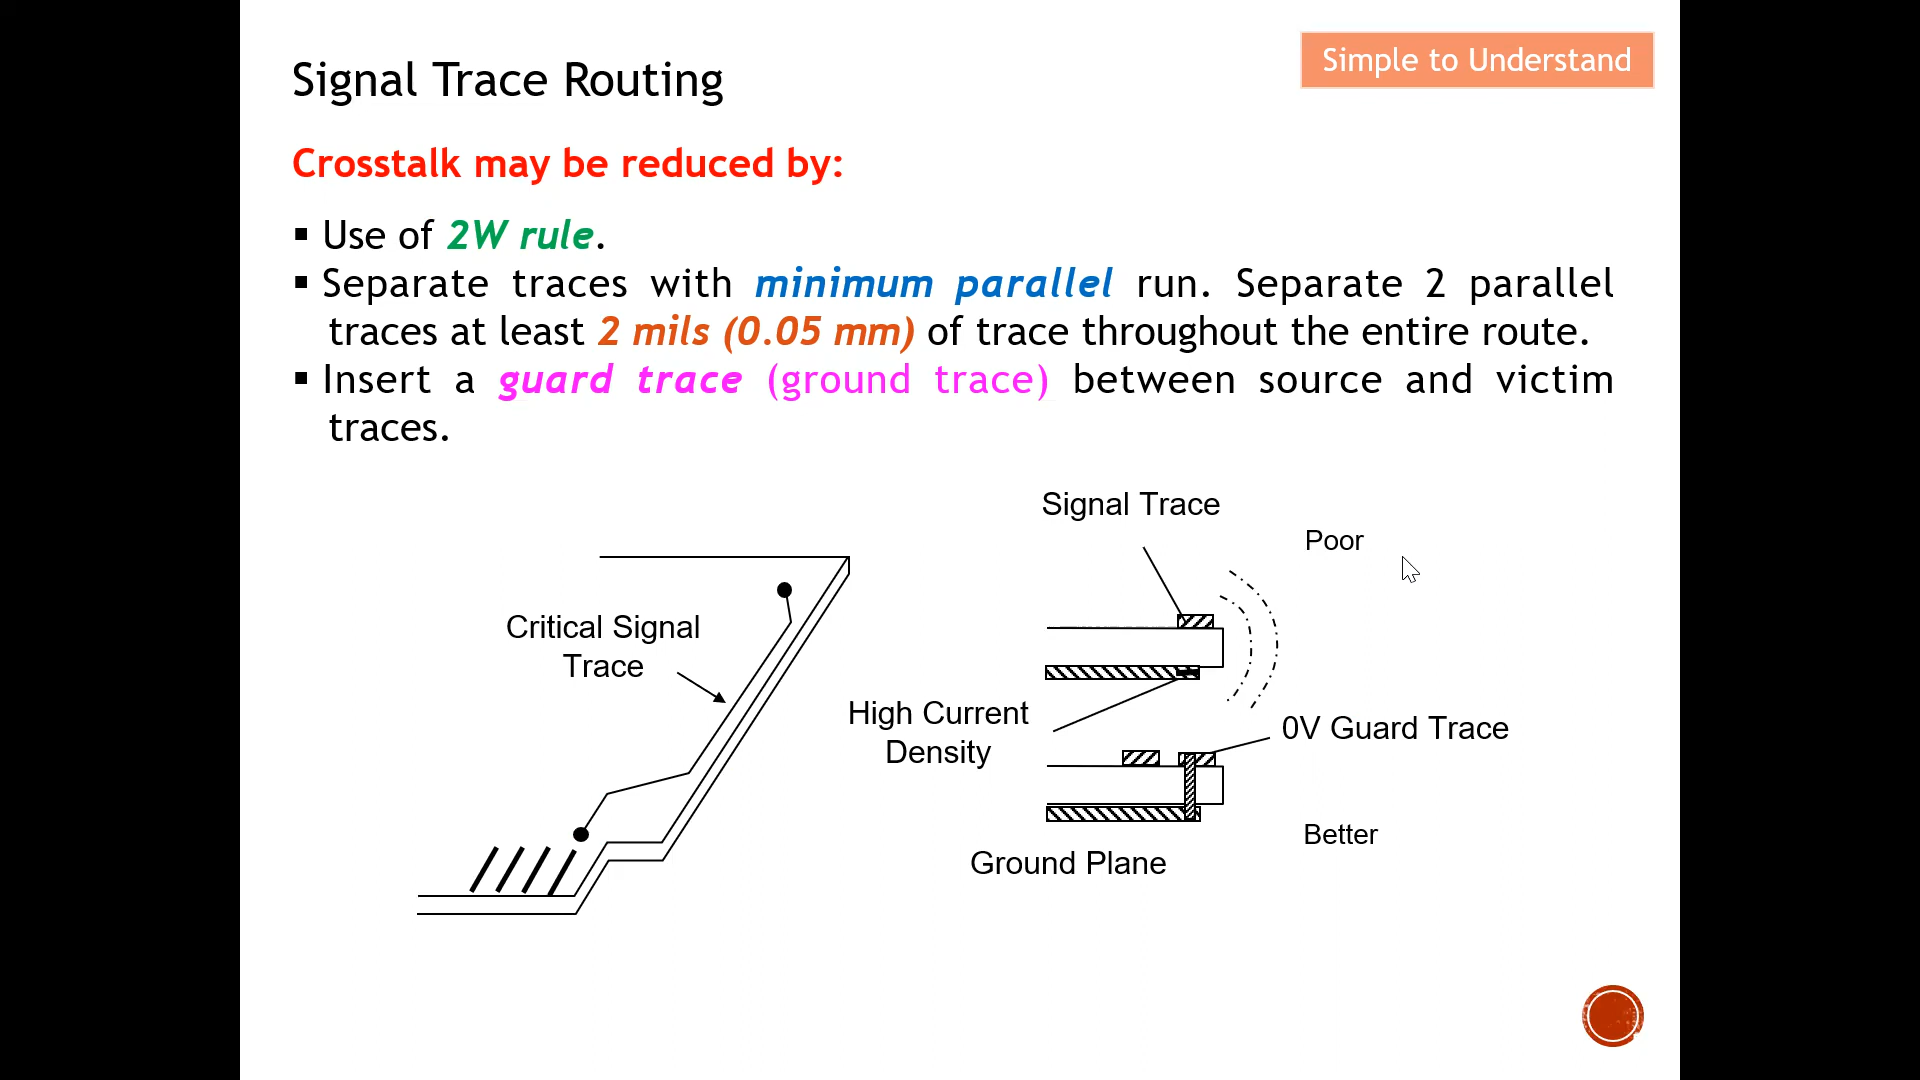 Simple to Understand
Signal Trace Routing
Crosstalk may be reduced by:
▪ Use of 2W rule.
▪ Separate traces with minimum parallel run. Separate 2 parallel
traces at least 2 mils (0.05 mm) of trace throughout the entire route.
▪ Insert a guard trace (ground trace) between source and victim
traces.
Signal Trace
Poor
Critical Signal
Trace
High Current
Density
0V Guard Trace
Better
Ground Plane